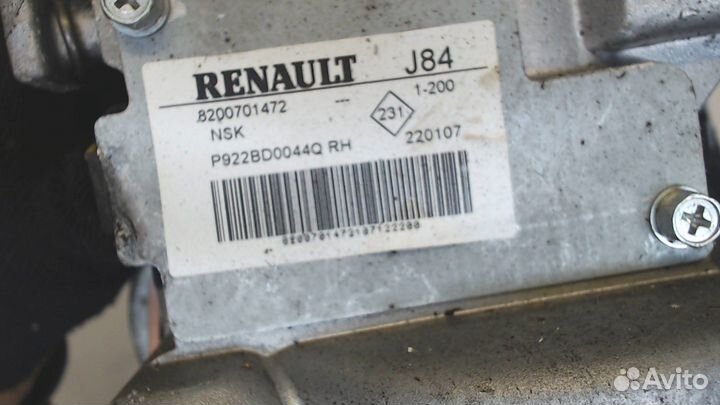 RENAULT J84
8200701472 --- 1-200
NSK 231
P922BD0044Q RH 220107
Avito